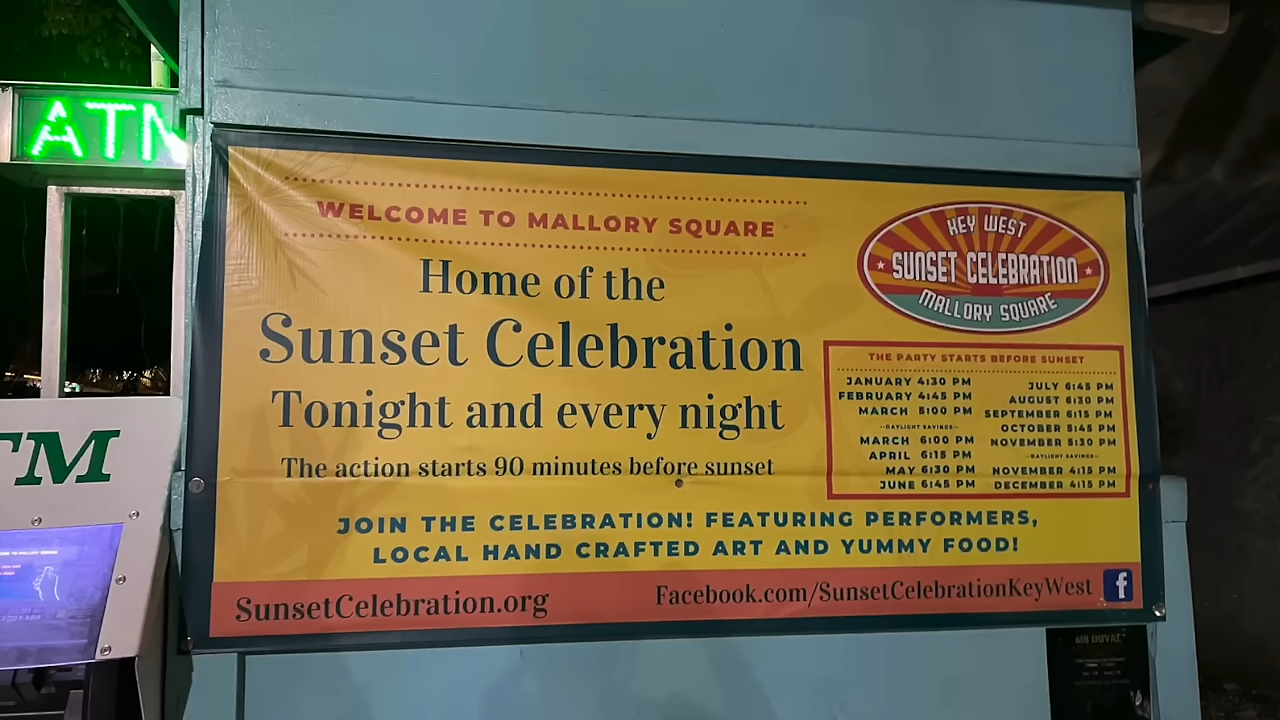 ATM
WELCOME TO MALLORY SQUARE
Home of the
Sunset Celebration
Tonight and every night
The action starts 90 minutes before sunset
KEY WEST
SUNSET CELEBRATION
MALLORY SQUARE
THE PARTY STARTS BEFORE SUNSET
JANUARY 4:30 PM
FEBRUARY 4:45 PM
MARCH 5:00 PM
--DAYLIGHT SAVINGS--
MARCH 6:00 PM
APRIL 6:15 PM
MAY 6:30 PM
JUNE 6:45 PM
JULY 6:45 PM
AUGUST 6:30 PM
SEPTEMBER 6:15 PM
OCTOBER 5:45 PM
NOVEMBER 5:30 PM
--DAYLIGHT SAVINGS--
NOVEMBER 4:15 PM
DECEMBER 4:15 PM
JOIN THE CELEBRATION! FEATURING PERFORMERS,
LOCAL HAND CRAFTED ART AND YUMMY FOOD!
SunsetCelebration.org
Facebook.com/SunsetCelebrationKeyWest f
TM
MR DUVAL